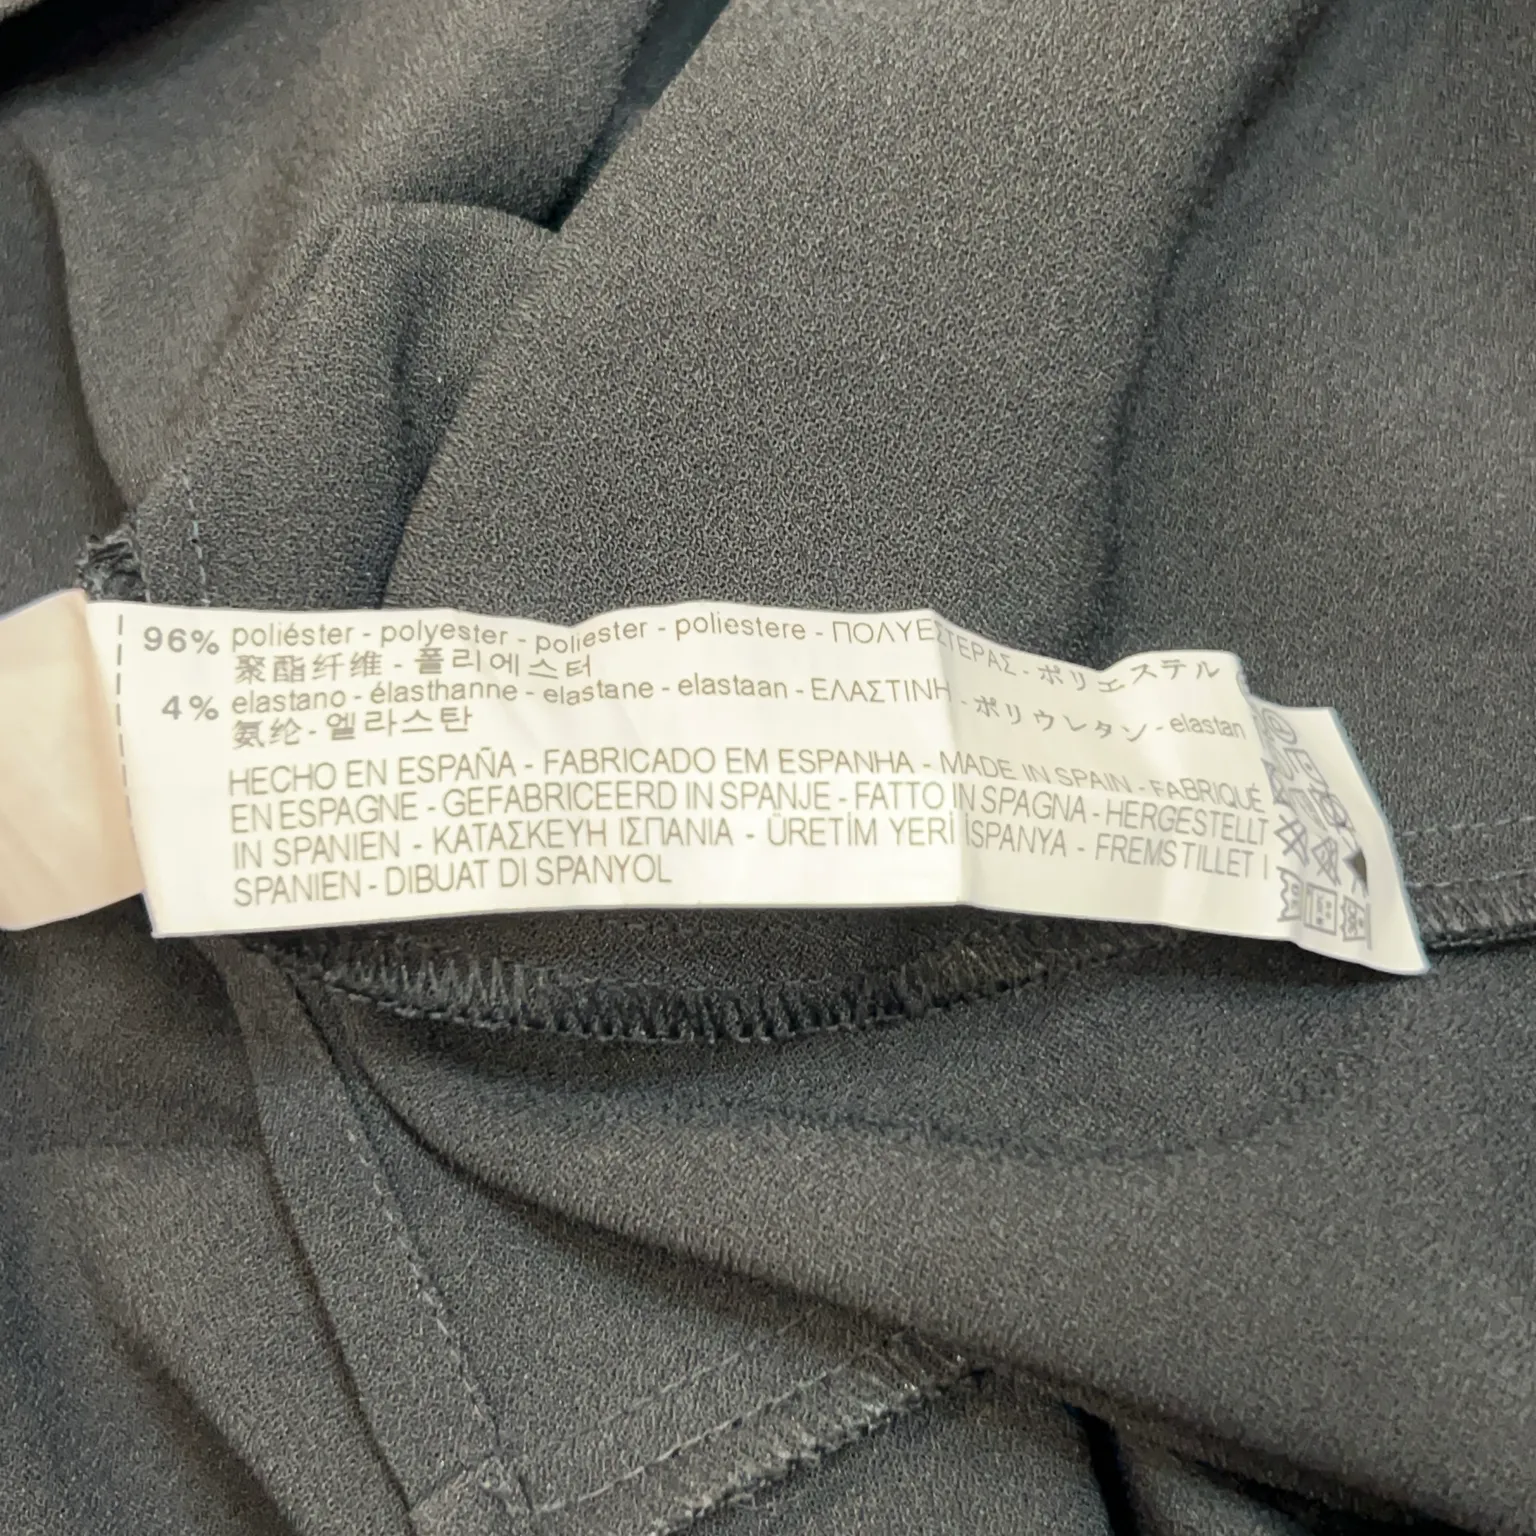 96% poliéster - polyester - poliester - poliestere - ΠΟΛΥΕΣΤΕΡΑΣ - ポリエステル
聚酯纤维 - 폴리에스터
4% elastano - élasthanne - elastane - elastaan - ΕΛΑΣΤΙΝΗ - ポリウレタン - elastan
氨纶 - 엘라스탄
HECHO EN ESPAÑA - FABRICADO EM ESPANHA - MADE IN SPAIN - FABRIQUÉ
EN ESPAGNE - GEFABRICEERD IN SPANJE - FATTO IN SPAGNA - HERGESTELLT
IN SPANIEN - ΚΑΤΑΣΚΕΥΗ ΙΣΠΑΝΙΑ - ÜRETİM YERİ İSPANYA - FREMSTILLET I
SPANIEN - DIBUAT DI SPANYOL